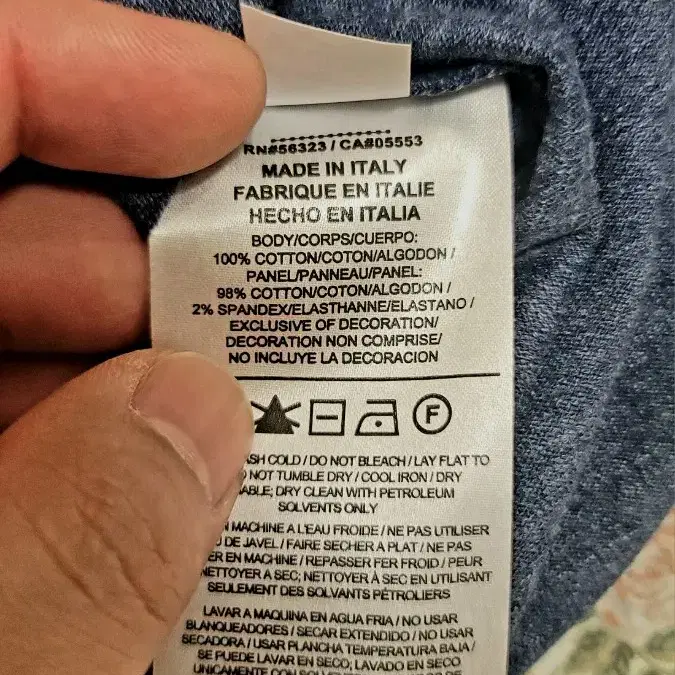 RN#56323 / CA#05553
MADE IN ITALY
FABRIQUE EN ITALIE
HECHO EN ITALIA
BODY/CORPS/CUERPO:
100% COTTON/COTON/ALGODON /
PANEL/PANNEAU/PANEL:
98% COTTON/COTON/ALGODON /
2% SPANDEX/ELASTHANNE/ELASTANO /
EXCLUSIVE OF DECORATION/
DECORATION NON COMPRISE/
NO INCLUYE LA DECORACION
F
COLD / DO NOT BLEACH / LAY FLAT TO
NOT TUMBLE DRY / COOL IRON / DRY
DRY CLEAN WITH PETROLEUM
SOLVENTS ONLY
MACHINE A L'EAU FROIDE / NE PAS UTILISER
DE JAVEL / FAIRE SECHER A PLAT / NE PAS
EN MACHINE / REPASSER FER FROID / PEUR
NETTOYER A SEC; NETTOYER À SEC EN UTILISANT
SEULEMENT DES SOLVANTS PÉTROLIERS
LAVAR A MAQUINA EN AGUA FRIA / NO USAR
BLANQUEADORES / SECAR EXTENDIDO / NO USAR
SECADORA / USAR PLANCHA TEMPERATURA BAJA /
SE PUEDE LAVAR EN SECO; LAVADO EN SECO
UNICAMENTE CON